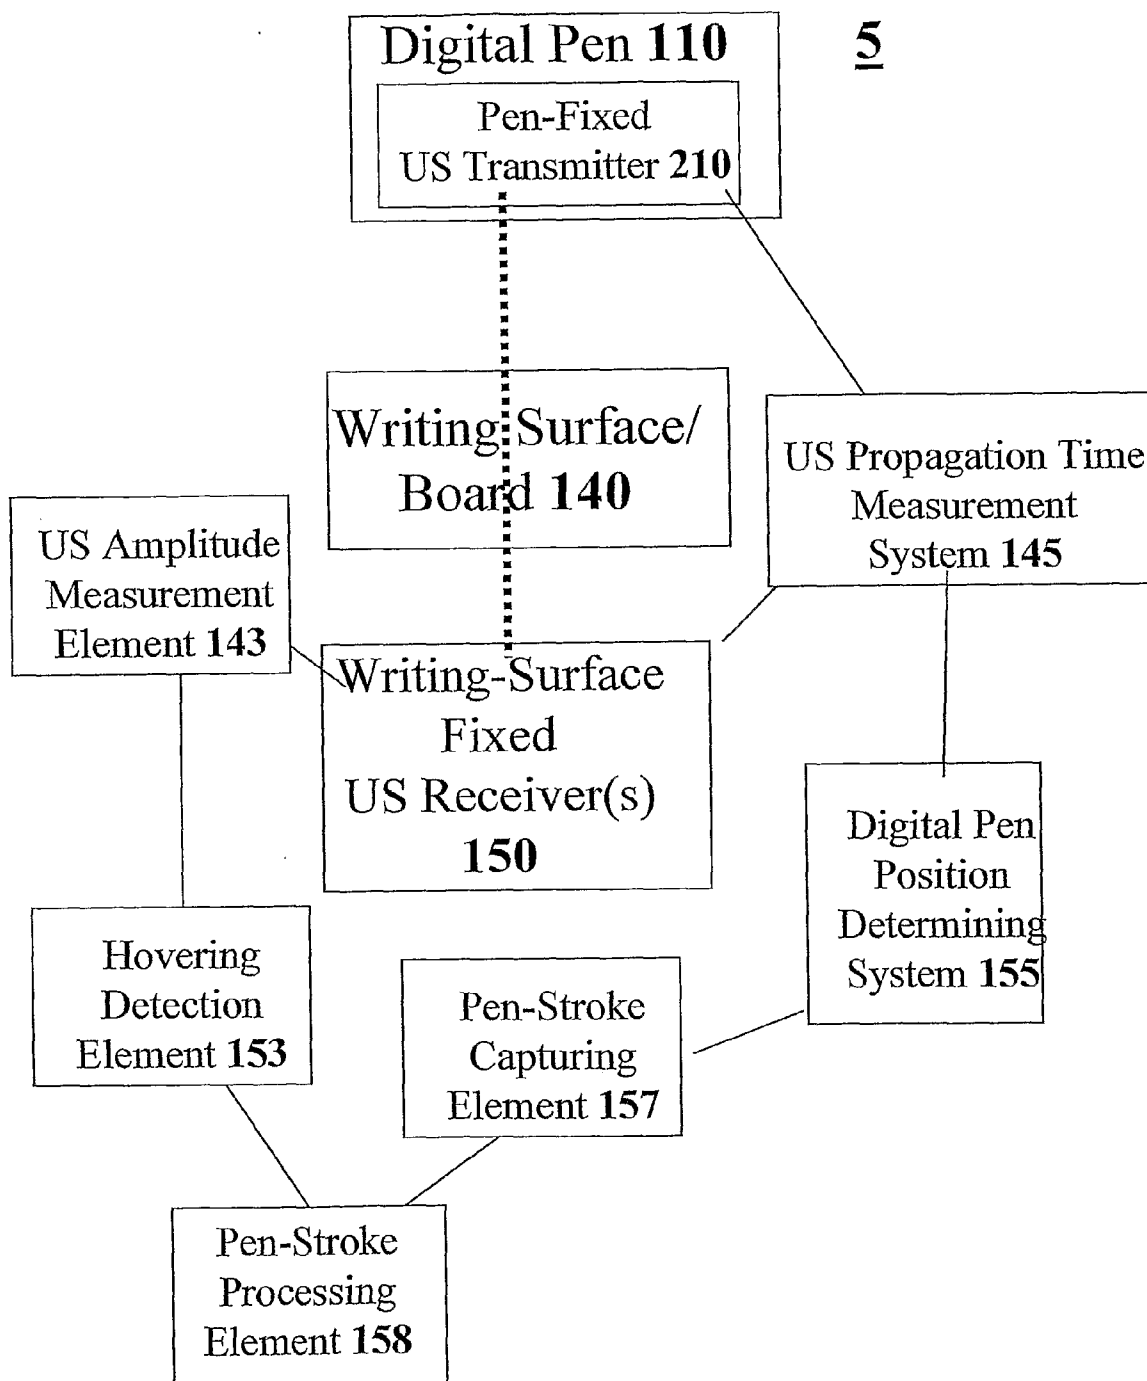 Digital Pen 110
5
Pen-Fixed
US Transmitter 210
Writing Surface/
Board 140
US Propagation Time
Measurement
System 145
US Amplitude
Measurement
Element 143
Writing-Surface
Fixed
US Receiver(s)
150
Digital Pen
Position
Determining
System 155
Hovering
Detection
Element 153
Pen-Stroke
Capturing
Element 157
Pen-Stroke
Processing
Element 158